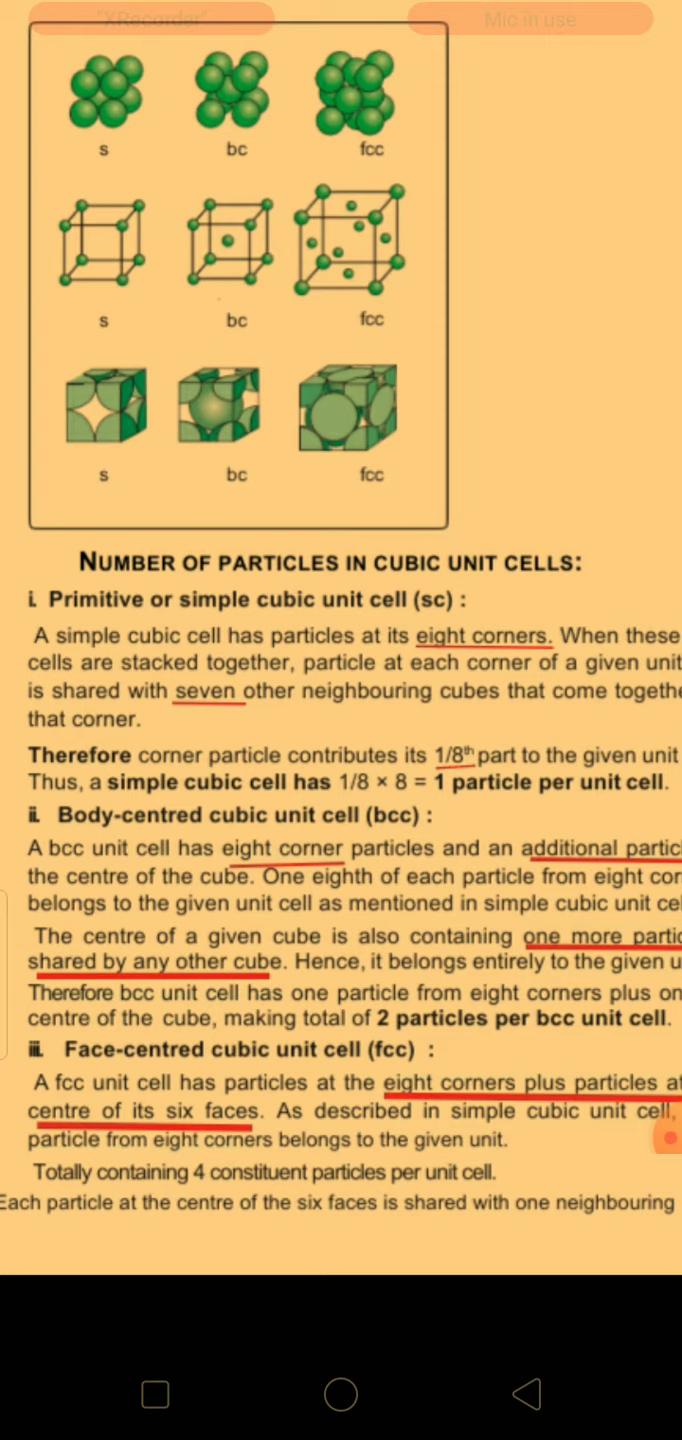 "XRecorder" Mic in use
s bc fcc
s bc fcc
s bc fcc
NUMBER OF PARTICLES IN CUBIC UNIT CELLS:
i. Primitive or simple cubic unit cell (sc) :
A simple cubic cell has particles at its eight corners. When these
cells are stacked together, particle at each corner of a given unit
is shared with seven other neighbouring cubes that come togethe
that corner.
Therefore corner particle contributes its 1/8th part to the given unit
Thus, a simple cubic cell has 1/8 × 8 = 1 particle per unit cell.
ii. Body-centred cubic unit cell (bcc) :
A bcc unit cell has eight corner particles and an additional partic
the centre of the cube. One eighth of each particle from eight cor
belongs to the given unit cell as mentioned in simple cubic unit ce
The centre of a given cube is also containing one more partic
shared by any other cube. Hence, it belongs entirely to the given u
Therefore bcc unit cell has one particle from eight corners plus on
centre of the cube, making total of 2 particles per bcc unit cell.
iii. Face-centred cubic unit cell (fcc) :
A fcc unit cell has particles at the eight corners plus particles at
centre of its six faces. As described in simple cubic unit cell,
particle from eight corners belongs to the given unit.
Totally containing 4 constituent particles per unit cell.
Each particle at the centre of the six faces is shared with one neighbouring